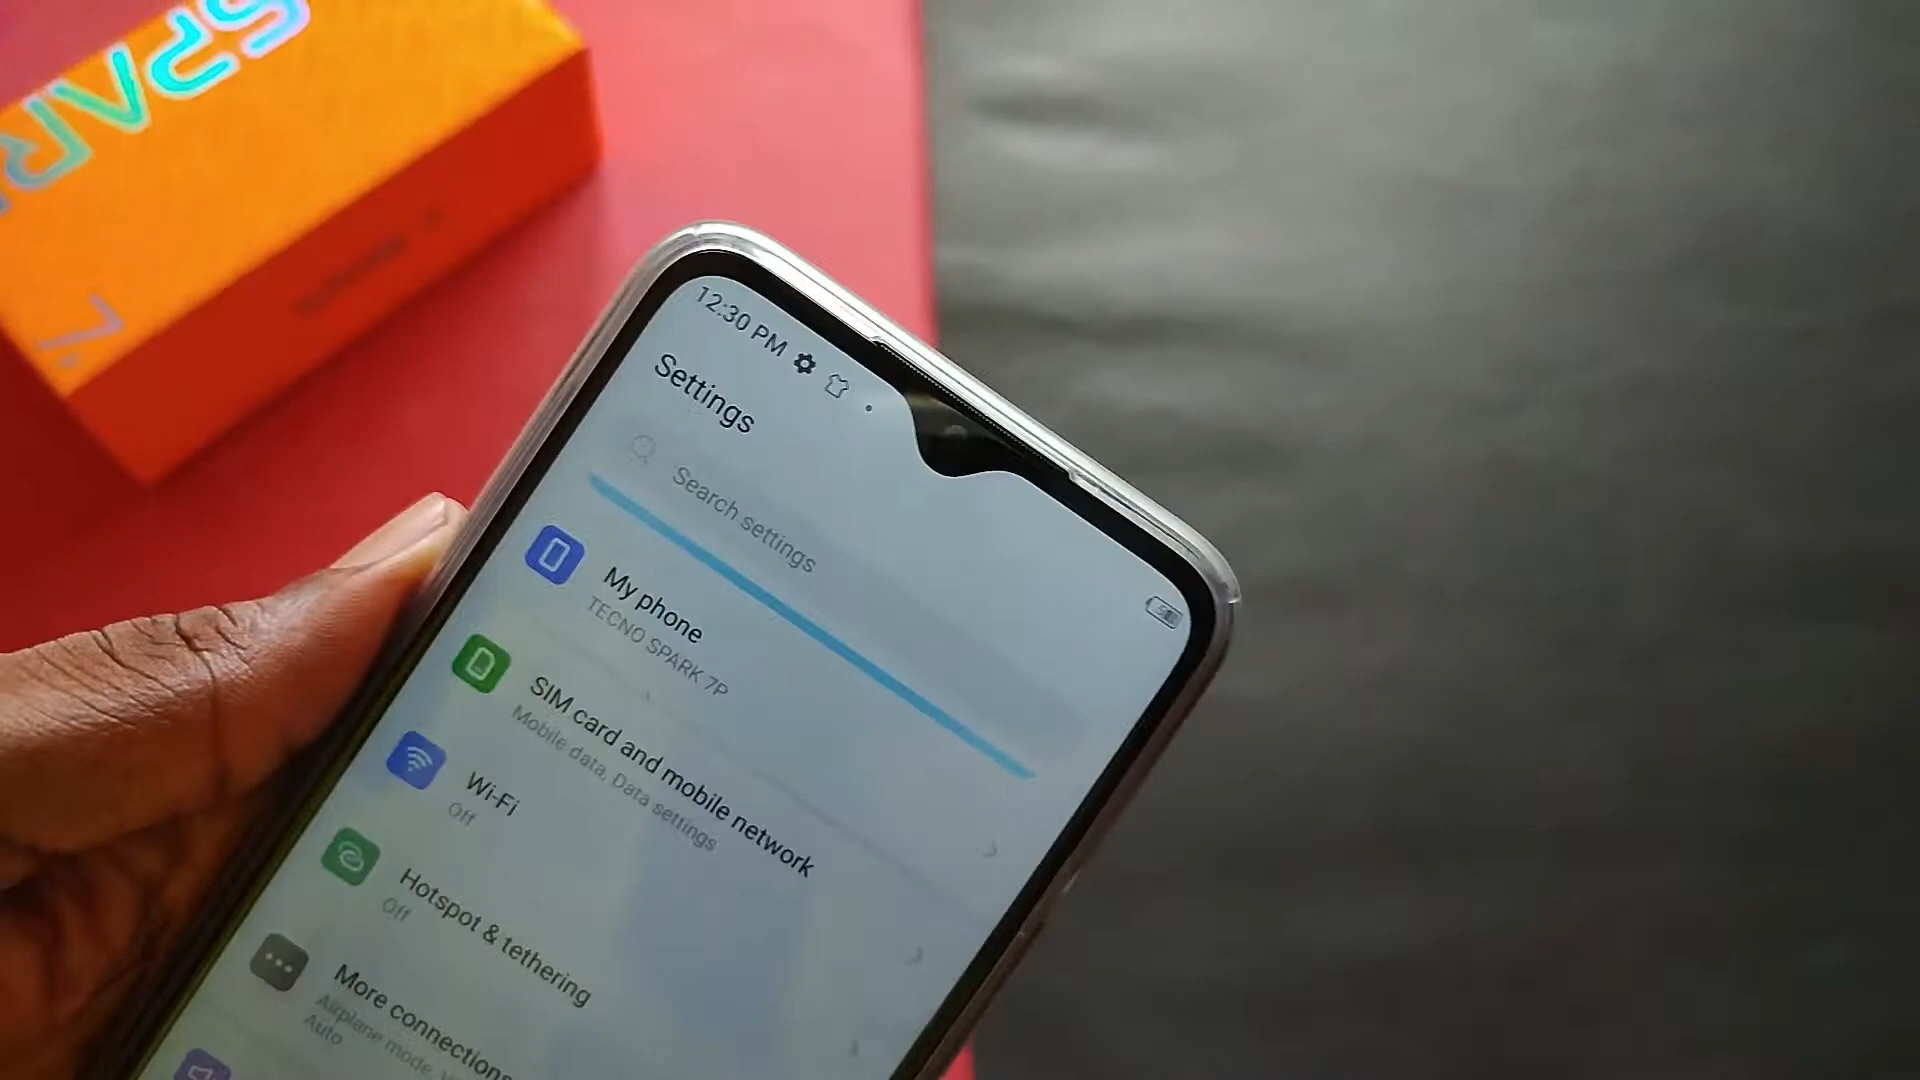 SPAR
7
12:30 PM
Settings
Search settings
My phone
TECNO SPARK 7P
SIM card and mobile network
Mobile data, Data settings
Wi-Fi
Off
Hotspot & tethering
Off
More connections
Airplane mode,
Auto